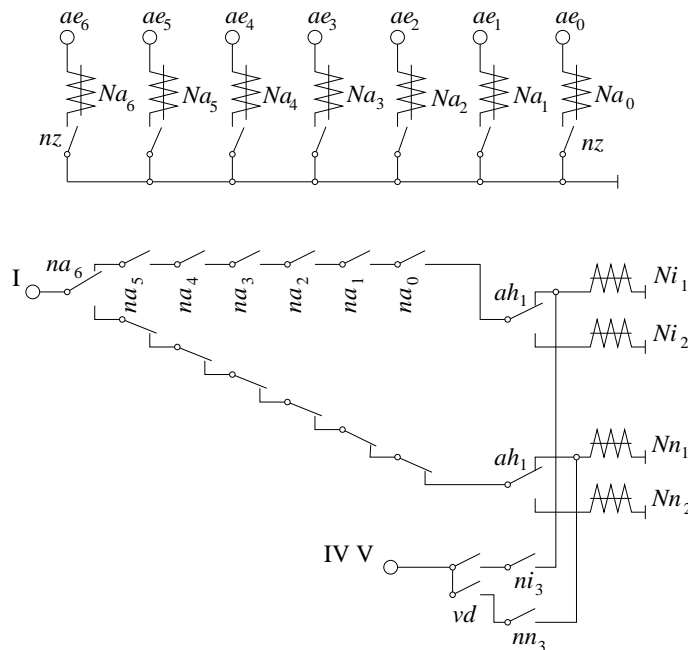 ae₆ ae₅ ae₄ ae₃ ae₂ ae₁ ae₀
Na₆ Na₅ Na₄ Na₃ Na₂ Na₁ Na₀
nz nz
I na₆ na₅ na₄ na₃ na₂ na₁ na₀ ah₁ Ni₁
Ni₂
ah₁ Nn₁
Nn₂
IV V ni₃
vd nn₃